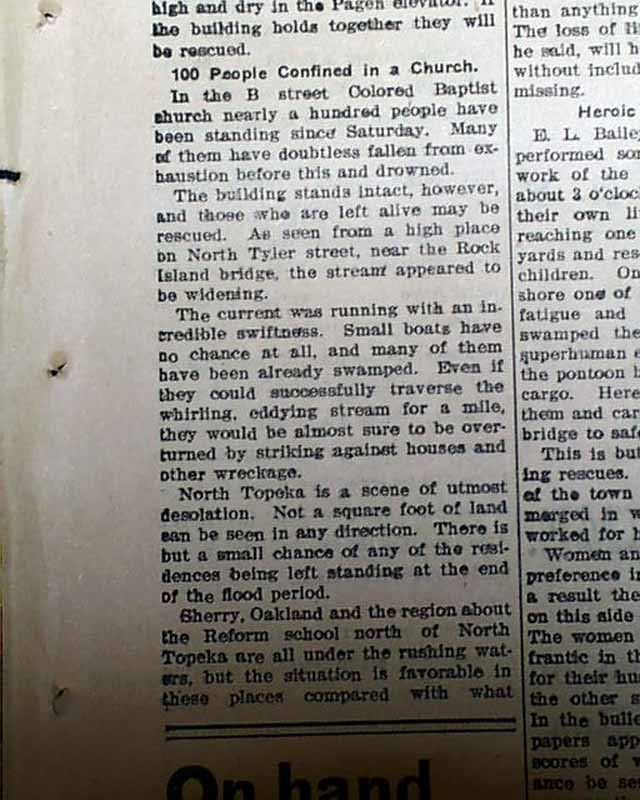 high and dry in the Pagen elevator. If
the building holds together they will
be rescued.
100 People Confined in a Church.
In the B street Colored Baptist
church nearly a hundred people have
been standing since Saturday. Many
of them have doubtless fallen from ex-
haustion before this and drowned.
The building stands intact, however,
and those who are left alive may be
rescued. As seen from a high place
on North Tyler street, near the Rock
Island bridge, the stream appeared to
be widening.
The current was running with an in-
credible swiftness. Small boats have
no chance at all, and many of them
have been already swamped. Even if
they could successfully traverse the
whirling, eddying stream for a mile,
they would be almost sure to be over-
turned by striking against houses and
other wreckage.
North Topeka is a scene of utmost
desolation. Not a square foot of land
can be seen in any direction. There is
but a small chance of any of the resi-
dences being left standing at the end
of the flood period.
Sherry, Oakland and the region about
the Reform school north of North
Topeka are all under the rushing wat-
ers, but the situation is favorable in
these places compared with what
On hand
than anything
The loss of
he said, will
without includ
missing.
Heroic
E. L. Bailey
performed
work of the
about 3 o'cloc
their own
reaching one
yards and res
children. On
shore one of
fatigue and
swamped the
superhuman
the pontoon
cargo. Here
them and car
bridge to safe
This is but
ing rescues.
of the town
merged in
worked for
Women an
preference
a result the
on this side
The women
frantic in th
for their hus
the other
In the bulle
papers app
scores of
ance be